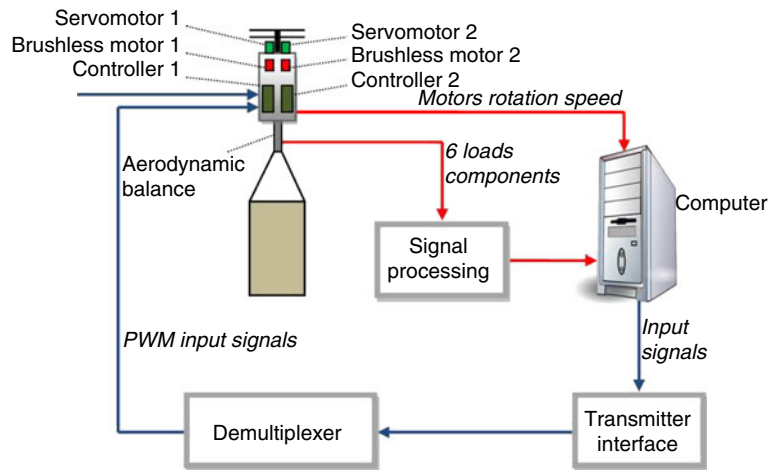 Servomotor 1
Brushless motor 1
Controller 1
Servomotor 2
Brushless motor 2
Controller 2
Motors rotation speed
Aerodynamic
balance
6 loads
components
Computer
Signal
processing
PWM input signals
Input
signals
Demultiplexer
Transmitter
interface